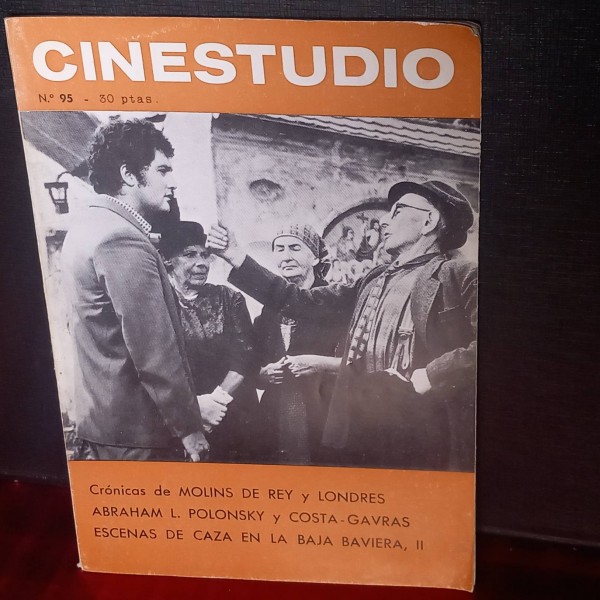 CINESTUDIO
N.º 95 - 30 ptas.
Crónicas de MOLINS DE REY y LONDRES
ABRAHAM L. POLONSKY y COSTA-GAVRAS
ESCENAS DE CAZA EN LA BAJA BAVIERA, II